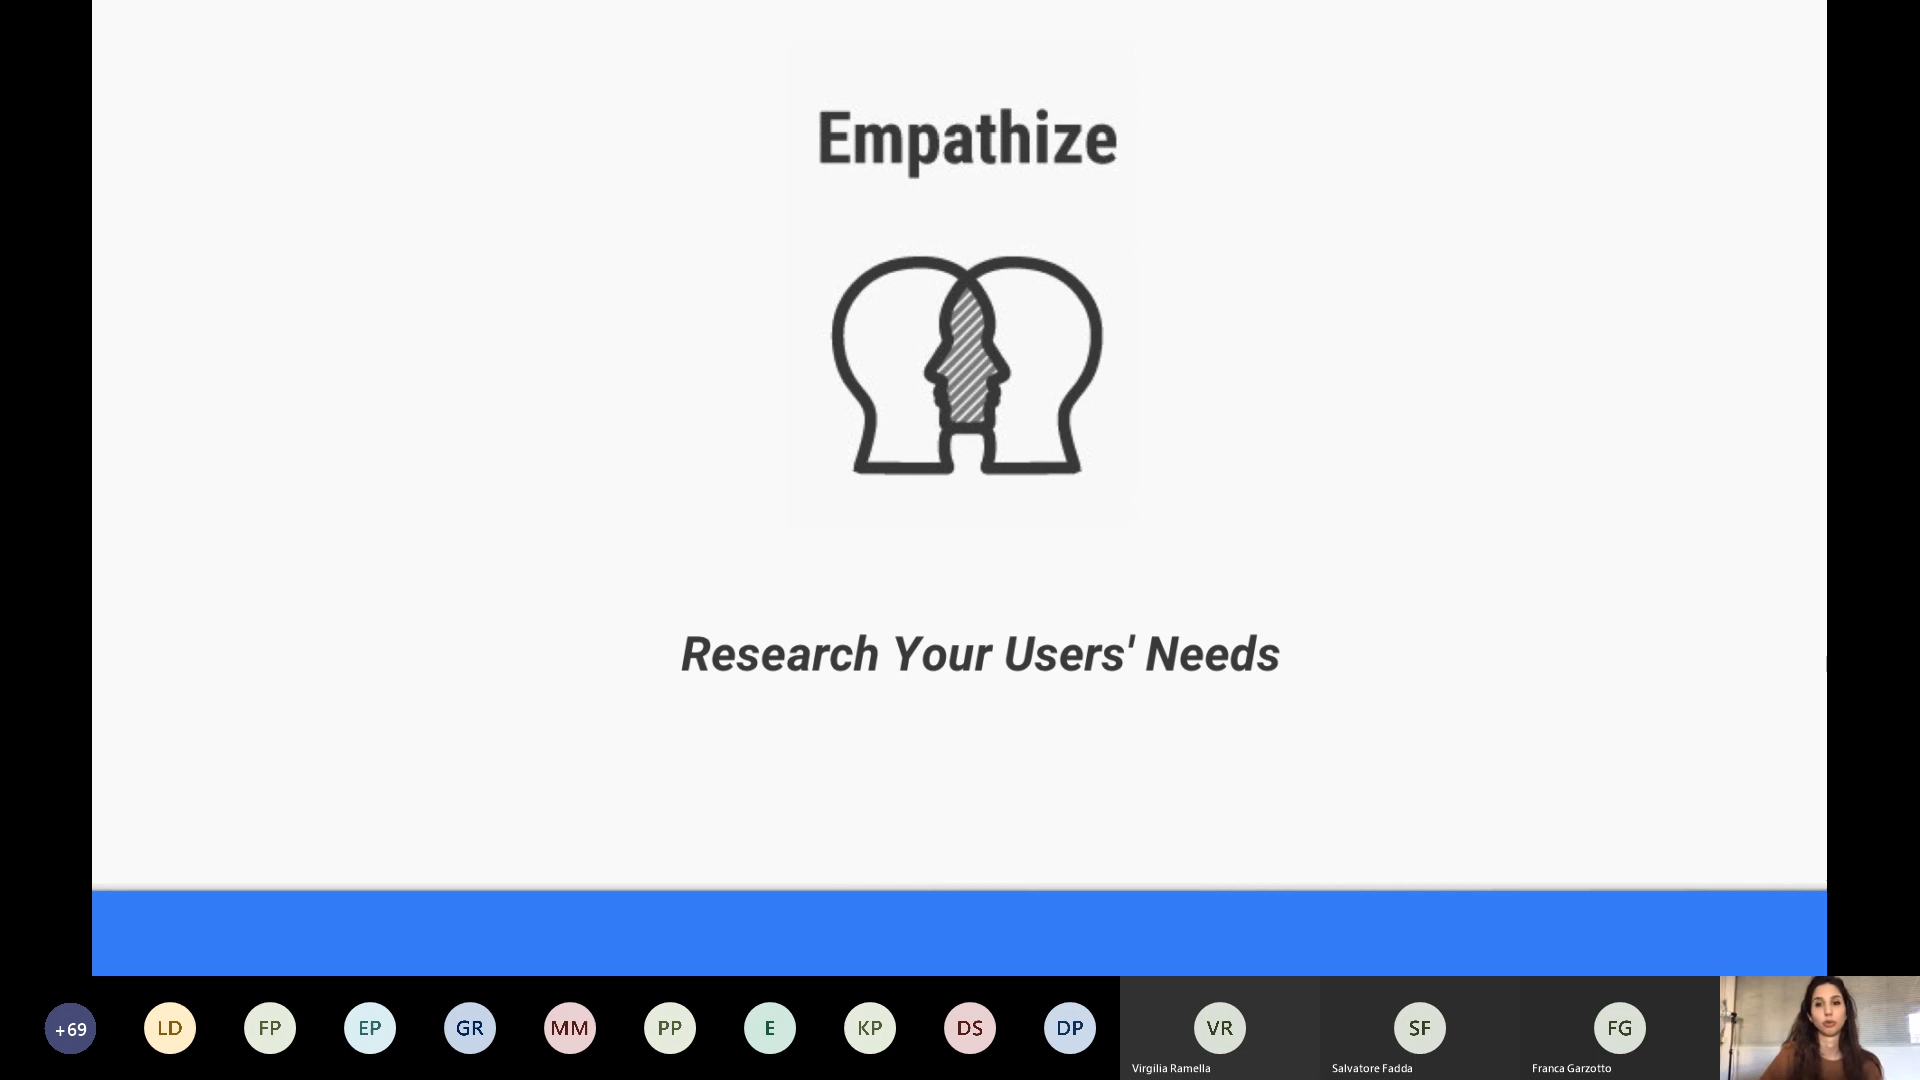 Empathize
Research Your Users' Needs
+69
LD
FP
EP
GR
MM
PP
E
KP
DS
DP
VR
SF
FG
Virgilia Ramella
Salvatore Fadda
Franca Garzotto